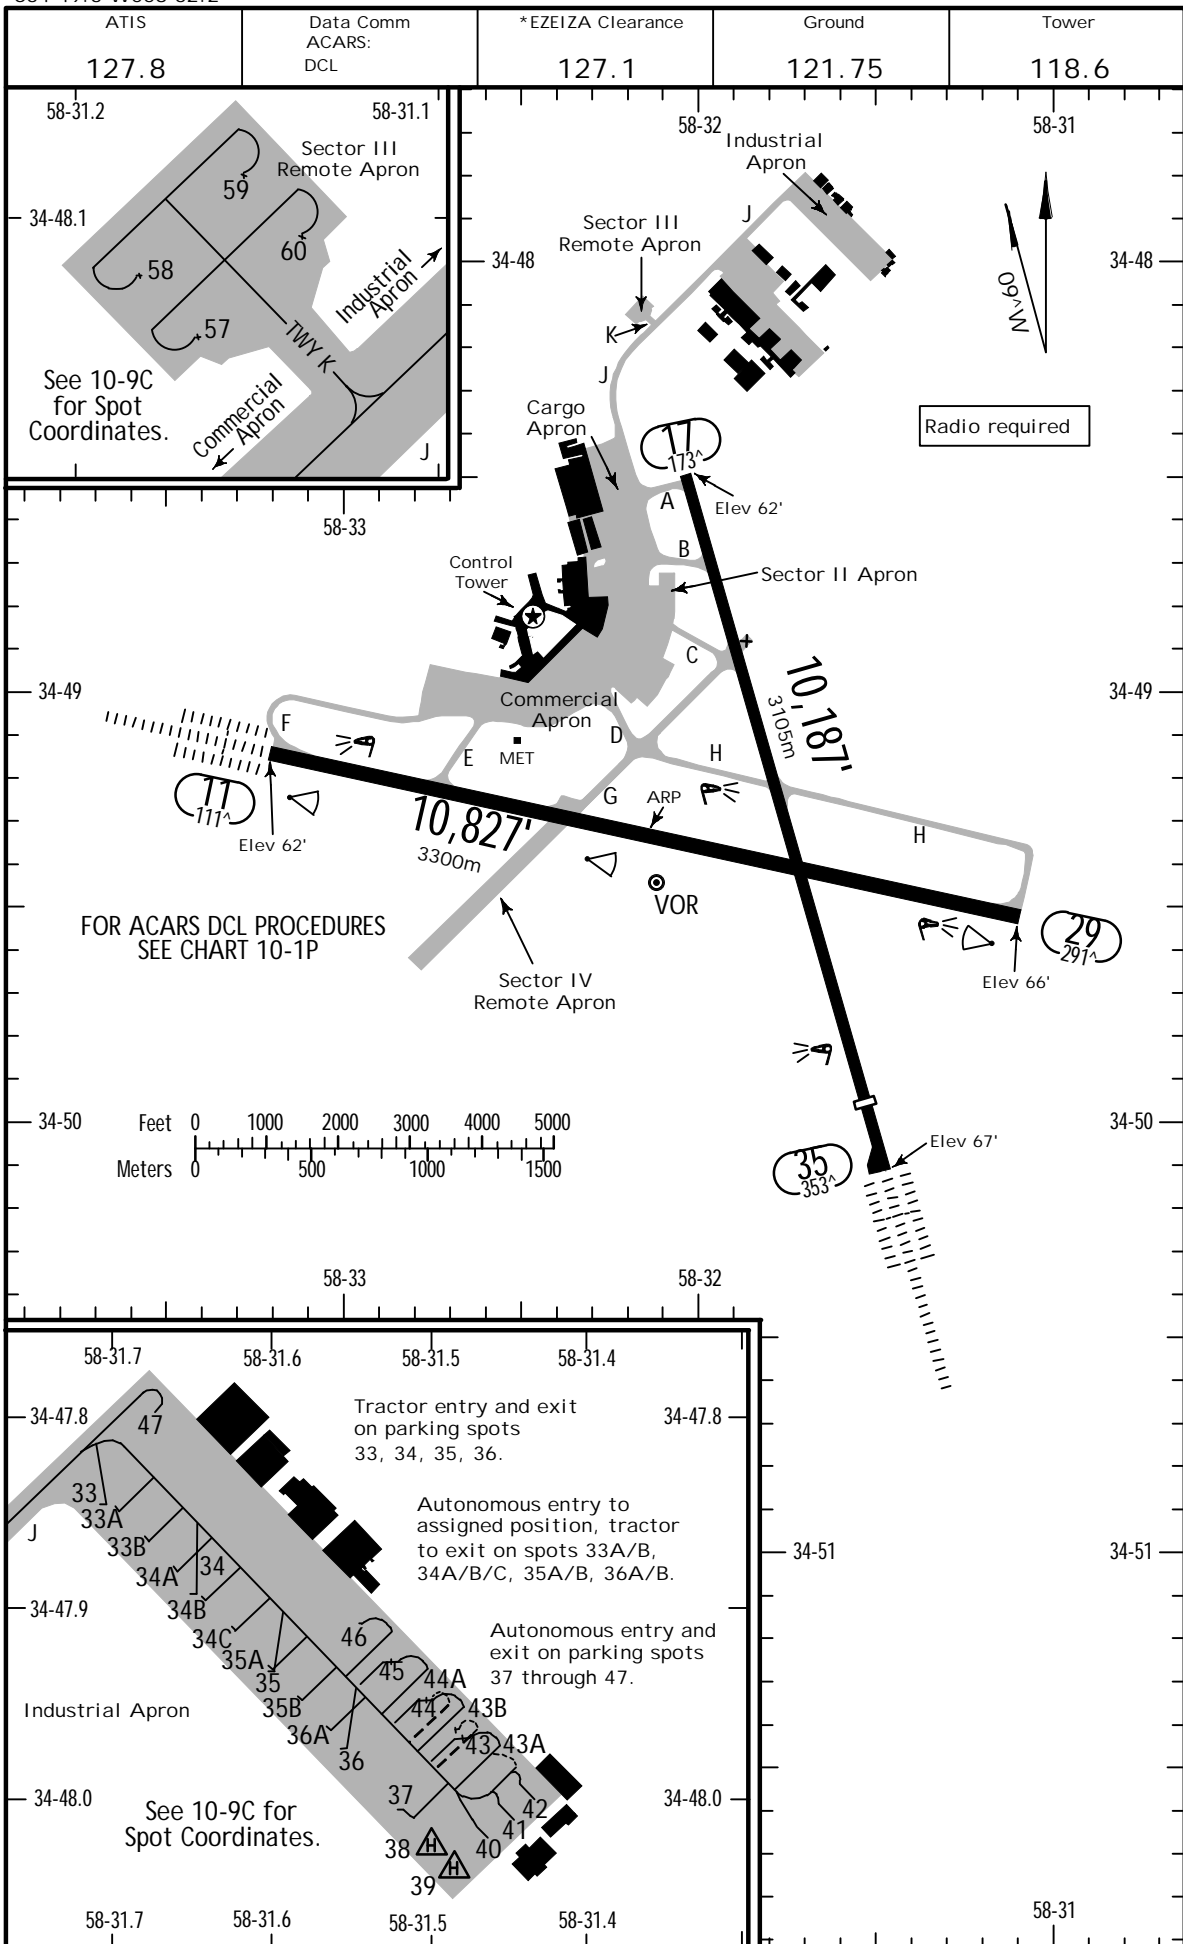 ATIS
127.8
Data Comm
ACARS:
DCL
*EZEIZA Clearance
127.1
Ground
121.75
Tower
118.6
58-31.2
58-31.1
Sector III
Remote Apron
59
60
34-48.1
58
57
Industrial
Apron
TWY K
See 10-9C
for Spot
Coordinates.
Commercial
Apron
J
58-32
58-31
Industrial
Apron
J
Sector III
Remote Apron
34-48
34-48
09^W
K
J
Cargo
Apron
17
173^
Radio required
A
Elev 62'
58-33
B
Control
Tower
Sector II Apron
C
34-49
34-49
Commercial
Apron
10,187'
3105m
F
D
E
MET
H
G
ARP
11
111^
10,827'
3300m
H
Elev 62'
VOR
FOR ACARS DCL PROCEDURES
SEE CHART 10-1P
29
291^
Sector IV
Remote Apron
Elev 66'
34-50
34-50
Feet 0 1000 2000 3000 4000 5000
Meters 0 500 1000 1500
Elev 67'
35
353^
58-33
58-32
58-31.7
58-31.6
58-31.5
58-31.4
34-47.8
34-47.8
47
Tractor entry and exit
on parking spots
33, 34, 35, 36.
33
33A
J
33B
34A
34
34B
34C
35A
35
35B
36A
36
Autonomous entry to
assigned position, tractor
to exit on spots 33A/B,
34A/B/C, 35A/B, 36A/B.
34-51
34-51
34-47.9
34-47.9
Autonomous entry and
exit on parking spots
37 through 47.
46
45
44A
44
43B
43
43A
Industrial Apron
37
42
41
40
34-48.0
34-48.0
See 10-9C for
Spot Coordinates.
38
H
39
H
58-31.7
58-31.6
58-31.5
58-31.4
58-31